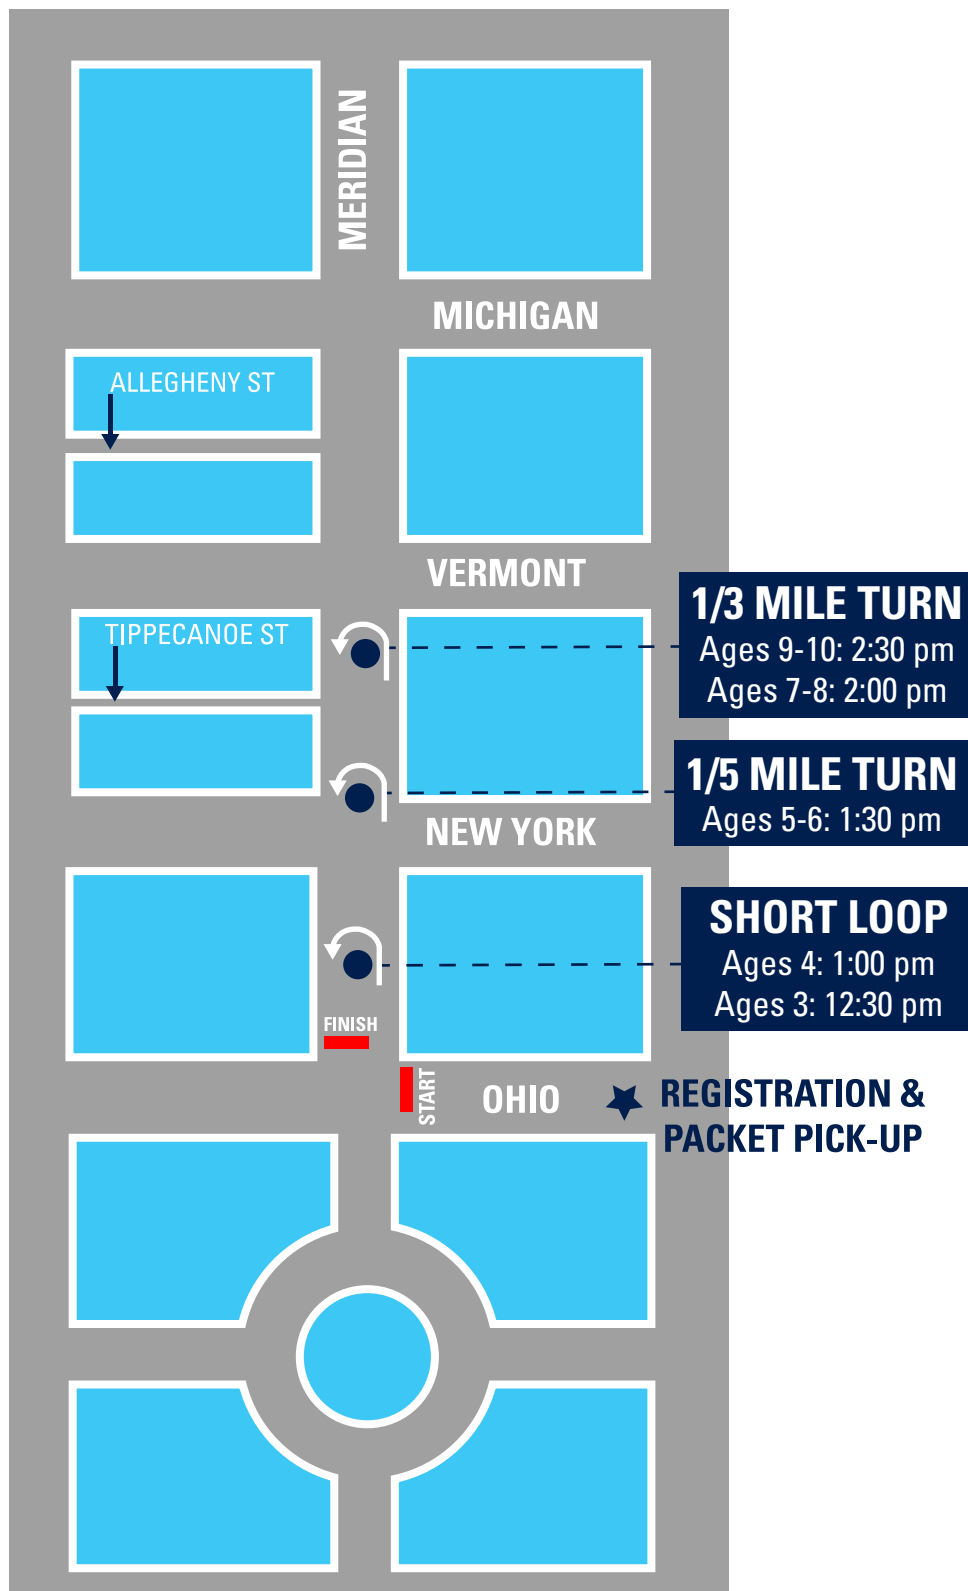 MERIDIAN
MICHIGAN
ALLEGHENY ST
VERMONT
TIPPECANOE ST
1/3 MILE TURN
Ages 9-10: 2:30 pm
Ages 7-8: 2:00 pm
1/5 MILE TURN
Ages 5-6: 1:30 pm
NEW YORK
SHORT LOOP
Ages 4: 1:00 pm
Ages 3: 12:30 pm
FINISH
START
OHIO
REGISTRATION &
PACKET PICK-UP